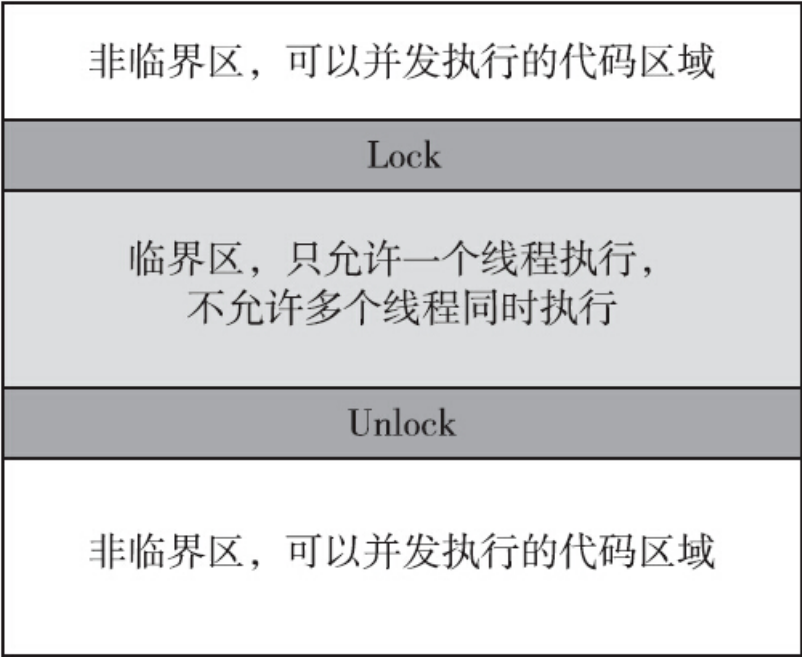 非临界区，可以并发执行的代码区域
Lock
临界区，只允许一个线程执行，
不允许多个线程同时执行
Unlock
非临界区，可以并发执行的代码区域